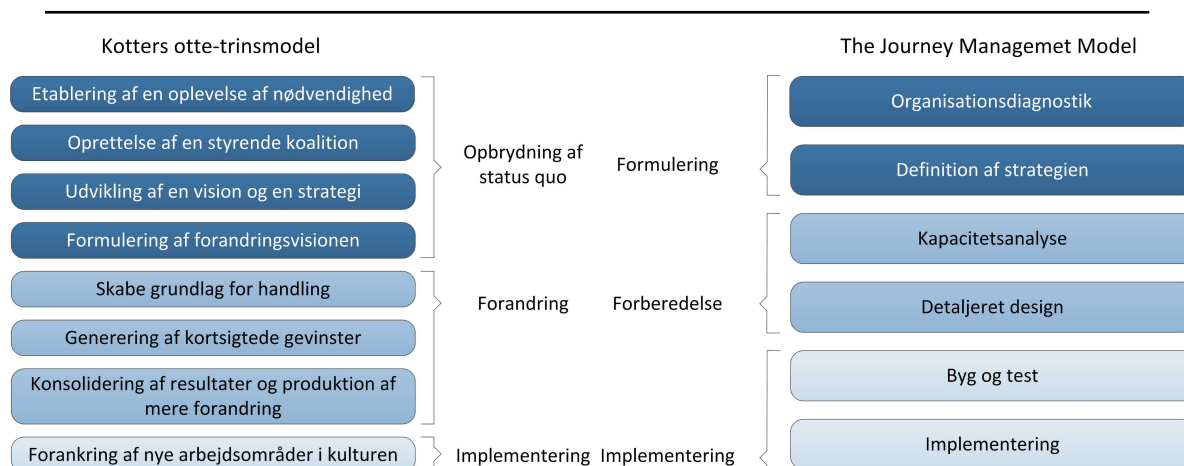 Kotters otte-trinsmodel
Etablering af en oplevelse af nødvendighed
Oprettelse af en styrende koalition
Udvikling af en vision og en strategi
Formulering af forandringsvisionen
Skabe grundlag for handling
Generering af kortsigtede gevinster
Konsolidering af resultater og produktion af
mere forandring
Forankring af nye arbejdsområder i kulturen
Opbrydning af
status quo
Forandring
Implementering
The Journey Managemet Model
Formulering
Forberedelse
Implementering
Organisationsdiagnostik
Definition af strategien
Kapacitetsanalyse
Detaljeret design
Byg og test
Implementering